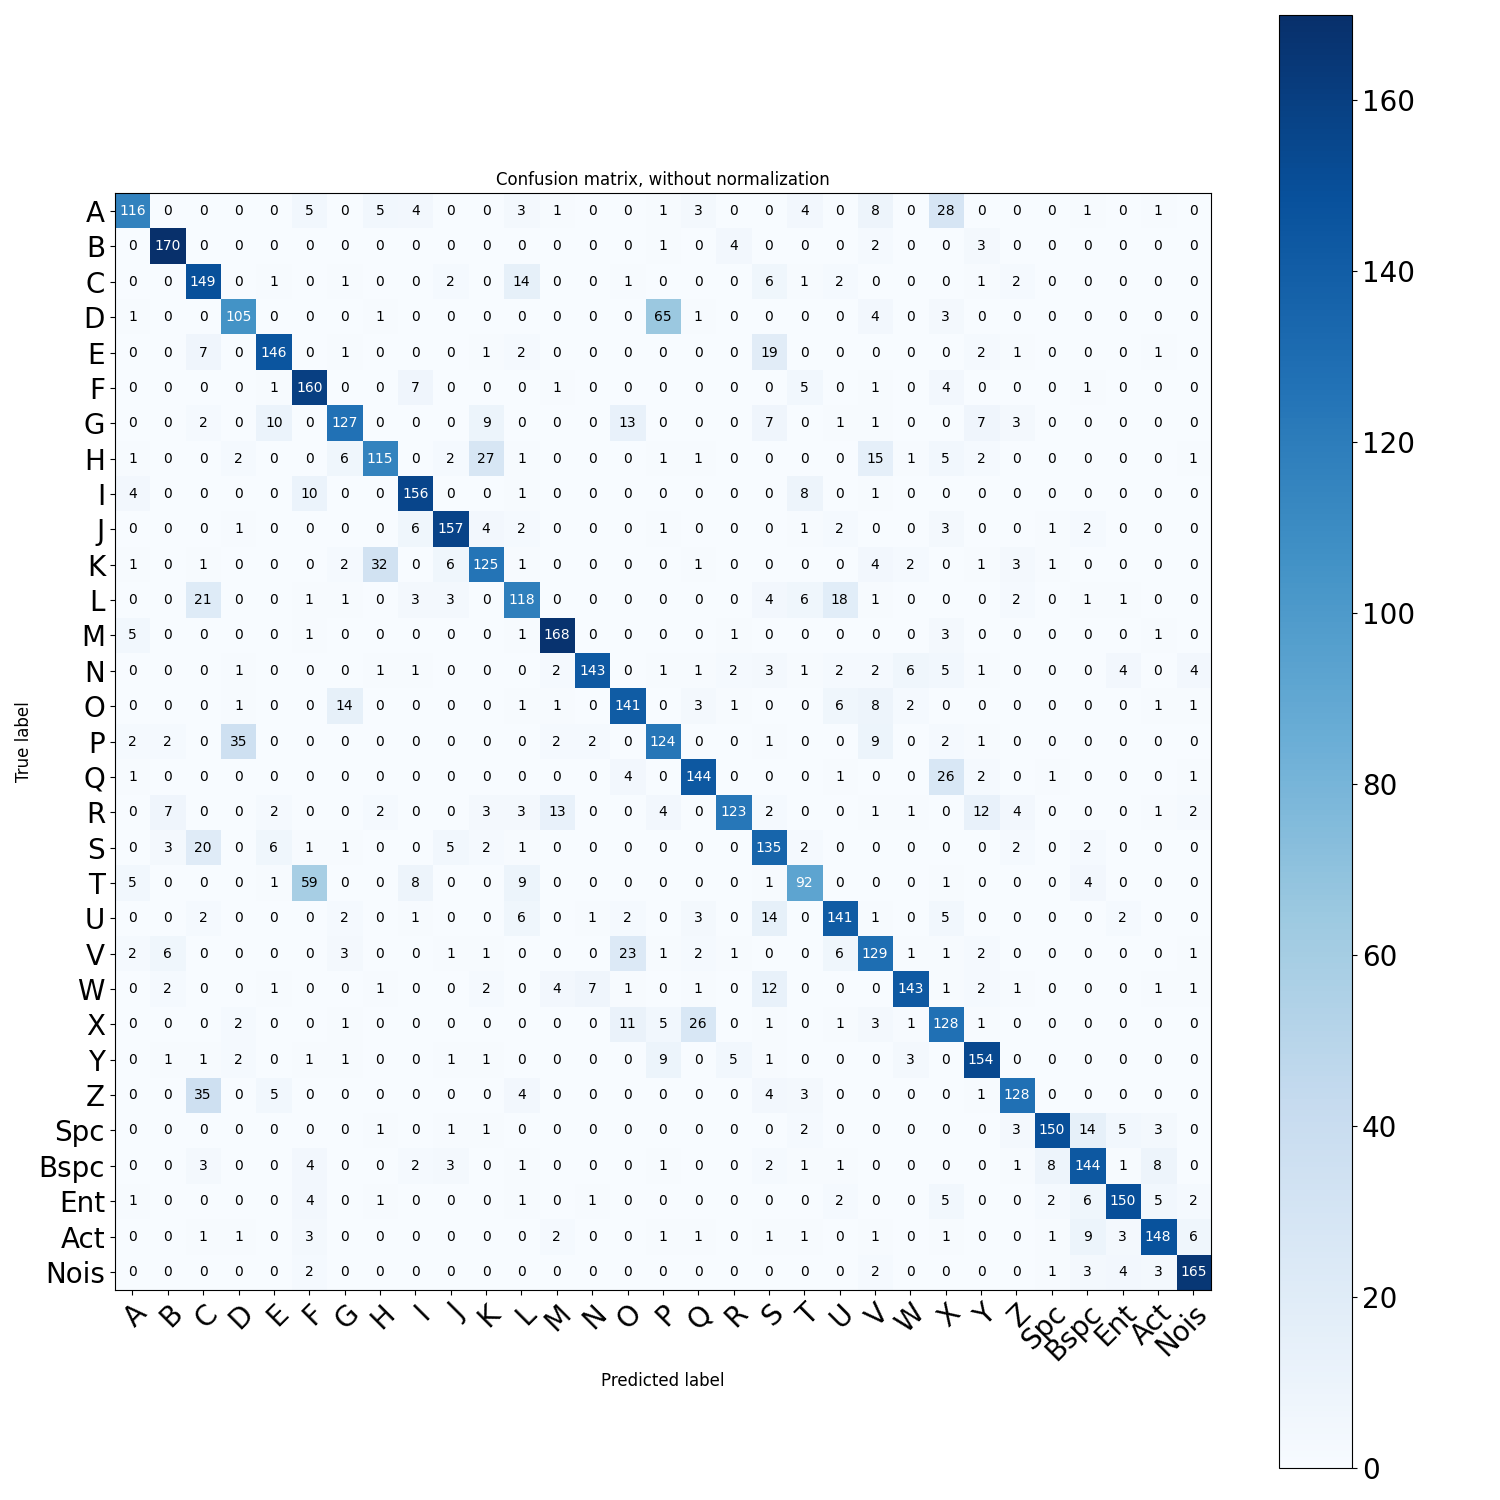 Confusion matrix, without normalization
A 116 0 0 0 0 5 0 5 4 0 0 3 1 0 0 1 3 0 0 4 0 8 0 28 0 0 0 1 0 1 0
B 0 170 0 0 0 0 0 0 0 0 0 0 0 0 0 1 0 4 0 0 0 2 0 0 3 0 0 0 0 0 0
C 0 0 149 0 1 0 1 0 0 2 0 14 0 0 1 0 0 0 6 1 2 0 0 0 1 2 0 0 0 0 0
D 1 0 0 105 0 0 0 1 0 0 0 0 0 0 0 65 1 0 0 0 0 4 0 3 0 0 0 0 0 0 0
E 0 0 7 0 146 0 1 0 0 0 1 2 0 0 0 0 0 0 19 0 0 0 0 0 2 1 0 0 0 1 0
F 0 0 0 0 1 160 0 0 7 0 0 0 1 0 0 0 0 0 0 5 0 1 0 4 0 0 0 1 0 0 0
G 0 0 2 0 10 0 127 0 0 0 9 0 0 0 13 0 0 0 7 0 1 1 0 0 7 3 0 0 0 0 0
H 1 0 0 2 0 0 6 115 0 2 27 1 0 0 0 1 1 0 0 0 0 15 1 5 2 0 0 0 0 0 1
I 4 0 0 0 0 10 0 0 156 0 0 1 0 0 0 0 0 0 0 8 0 1 0 0 0 0 0 0 0 0 0
J 0 0 0 1 0 0 0 0 6 157 4 2 0 0 0 1 0 0 0 1 2 0 0 3 0 0 1 2 0 0 0
K 1 0 1 0 0 0 2 32 0 6 125 1 0 0 0 0 1 0 0 0 0 4 2 0 1 3 1 0 0 0 0
L 0 0 21 0 0 1 1 0 3 3 0 118 0 0 0 0 0 0 4 6 18 1 0 0 0 2 0 1 1 0 0
M 5 0 0 0 0 1 0 0 0 0 0 1 168 0 0 0 0 1 0 0 0 0 0 3 0 0 0 0 0 1 0
N 0 0 0 1 0 0 0 1 1 0 0 0 2 143 0 1 1 2 3 1 2 2 6 5 1 0 0 0 4 0 4
O 0 0 0 1 0 0 14 0 0 0 0 1 1 0 141 0 3 1 0 0 6 8 2 0 0 0 0 0 0 1 1
P 2 2 0 35 0 0 0 0 0 0 0 0 2 2 0 124 0 0 1 0 0 9 0 2 1 0 0 0 0 0 0
Q 1 0 0 0 0 0 0 0 0 0 0 0 0 0 4 0 144 0 0 0 1 0 0 26 2 0 1 0 0 0 1
R 0 7 0 0 2 0 0 2 0 0 3 3 13 0 0 4 0 123 2 0 0 1 1 0 12 4 0 0 0 1 2
S 0 3 20 0 6 1 1 0 0 5 2 1 0 0 0 0 0 0 135 2 0 0 0 0 0 2 0 2 0 0 0
T 5 0 0 0 1 59 0 0 8 0 0 9 0 0 0 0 0 0 1 92 0 0 0 1 0 0 0 4 0 0 0
U 0 0 2 0 0 0 2 0 1 0 0 6 0 1 2 0 3 0 14 0 141 1 0 5 0 0 0 0 2 0 0
V 2 6 0 0 0 0 3 0 0 1 1 0 0 0 23 1 2 1 0 0 6 129 1 1 2 0 0 0 0 0 1
W 0 2 0 0 1 0 0 1 0 0 2 0 4 7 1 0 1 0 12 0 0 0 143 1 2 1 0 0 0 1 1
X 0 0 0 2 0 0 1 0 0 0 0 0 0 0 11 5 26 0 1 0 1 3 1 128 1 0 0 0 0 0 0
Y 0 1 1 2 0 1 1 0 0 1 1 0 0 0 0 9 0 5 1 0 0 0 3 0 154 0 0 0 0 0 0
Z 0 0 35 0 5 0 0 0 0 0 0 4 0 0 0 0 0 0 4 3 0 0 0 0 1 128 0 0 0 0 0
Spc 0 0 0 0 0 0 0 1 0 1 1 0 0 0 0 0 0 0 0 2 0 0 0 0 0 3 150 14 5 3 0
Bspc 0 0 3 0 0 4 0 0 2 3 0 1 0 0 0 1 0 0 2 1 1 0 0 0 0 1 8 144 1 8 0
Ent 1 0 0 0 0 4 0 1 0 0 0 1 0 1 0 0 0 0 0 0 2 0 0 5 0 0 2 6 150 5 2
Act 0 0 1 1 0 3 0 0 0 0 0 0 2 0 0 1 1 0 1 1 0 1 0 1 0 0 1 9 3 148 6
Nois 0 0 0 0 0 2 0 0 0 0 0 0 0 0 0 0 0 0 0 0 0 2 0 0 0 0 1 3 4 3 165
A B C D E F G H I J K L M N O P Q R S T U V W X Y Z Spc Bspc Ent Act Nois
Predicted label
True label
160
140
120
100
80
60
40
20
0